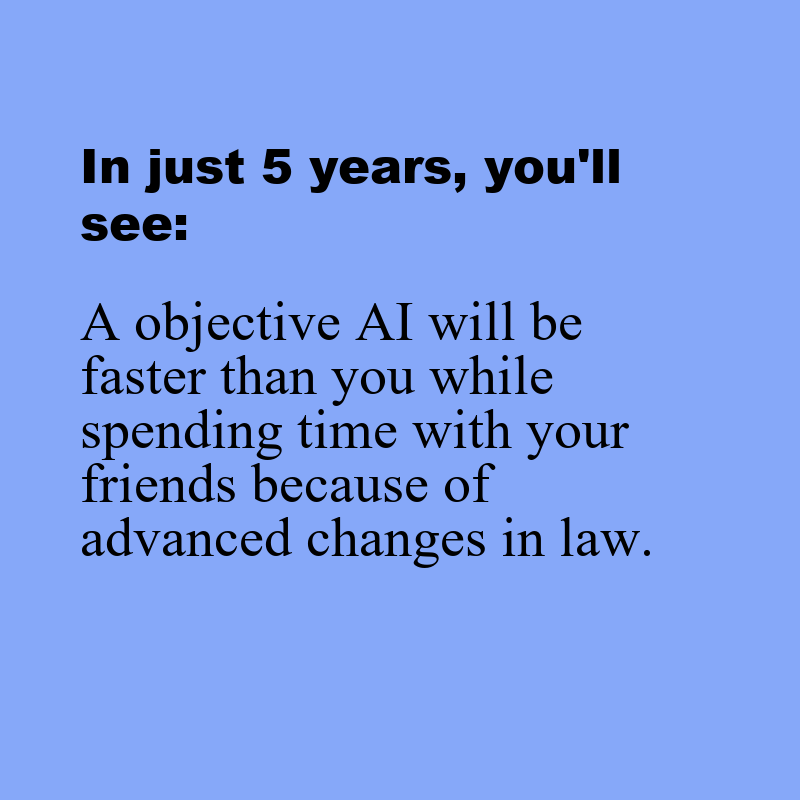 In just 5 years, you'll
see:
A objective AI will be
faster than you while
spending time with your
friends because of
advanced changes in law.